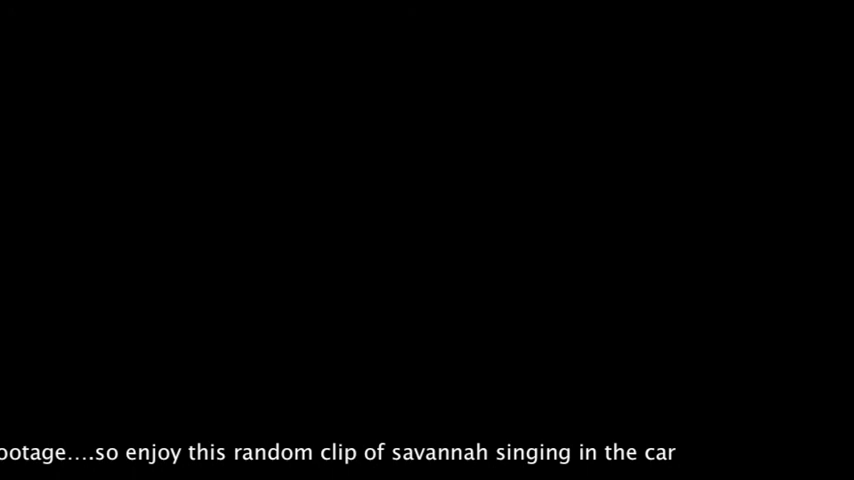 ootage….so enjoy this random clip of savannah singing in the car